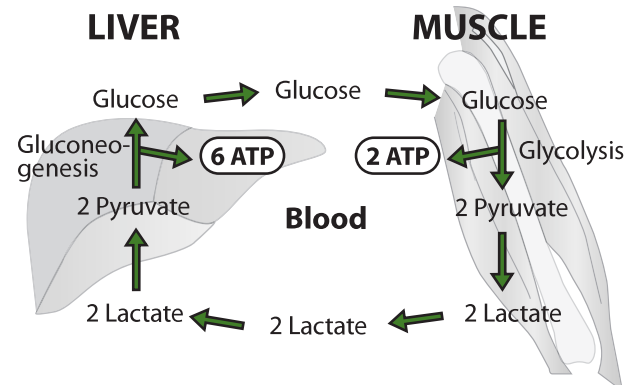 LIVER
MUSCLE
Glucose
Glucose
Glucose
Gluconeo-
genesis
6 ATP
2 ATP
Glycolysis
2 Pyruvate
Blood
2 Pyruvate
2 Lactate
2 Lactate
2 Lactate